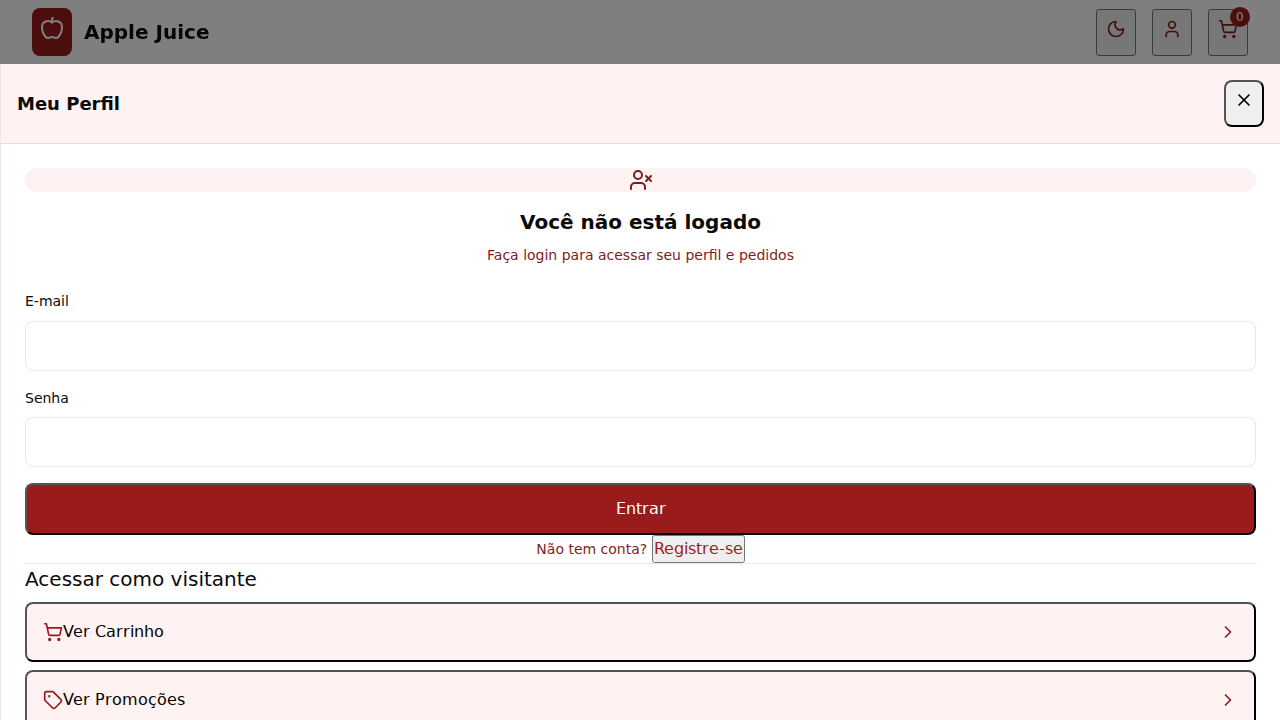 Apple Juice
0
Meu Perfil
Você não está logado
Faça login para acessar seu perfil e pedidos
E-mail
Senha
Entrar
Não tem conta? Registre-se
Acessar como visitante
Ver Carrinho
Ver Promoções